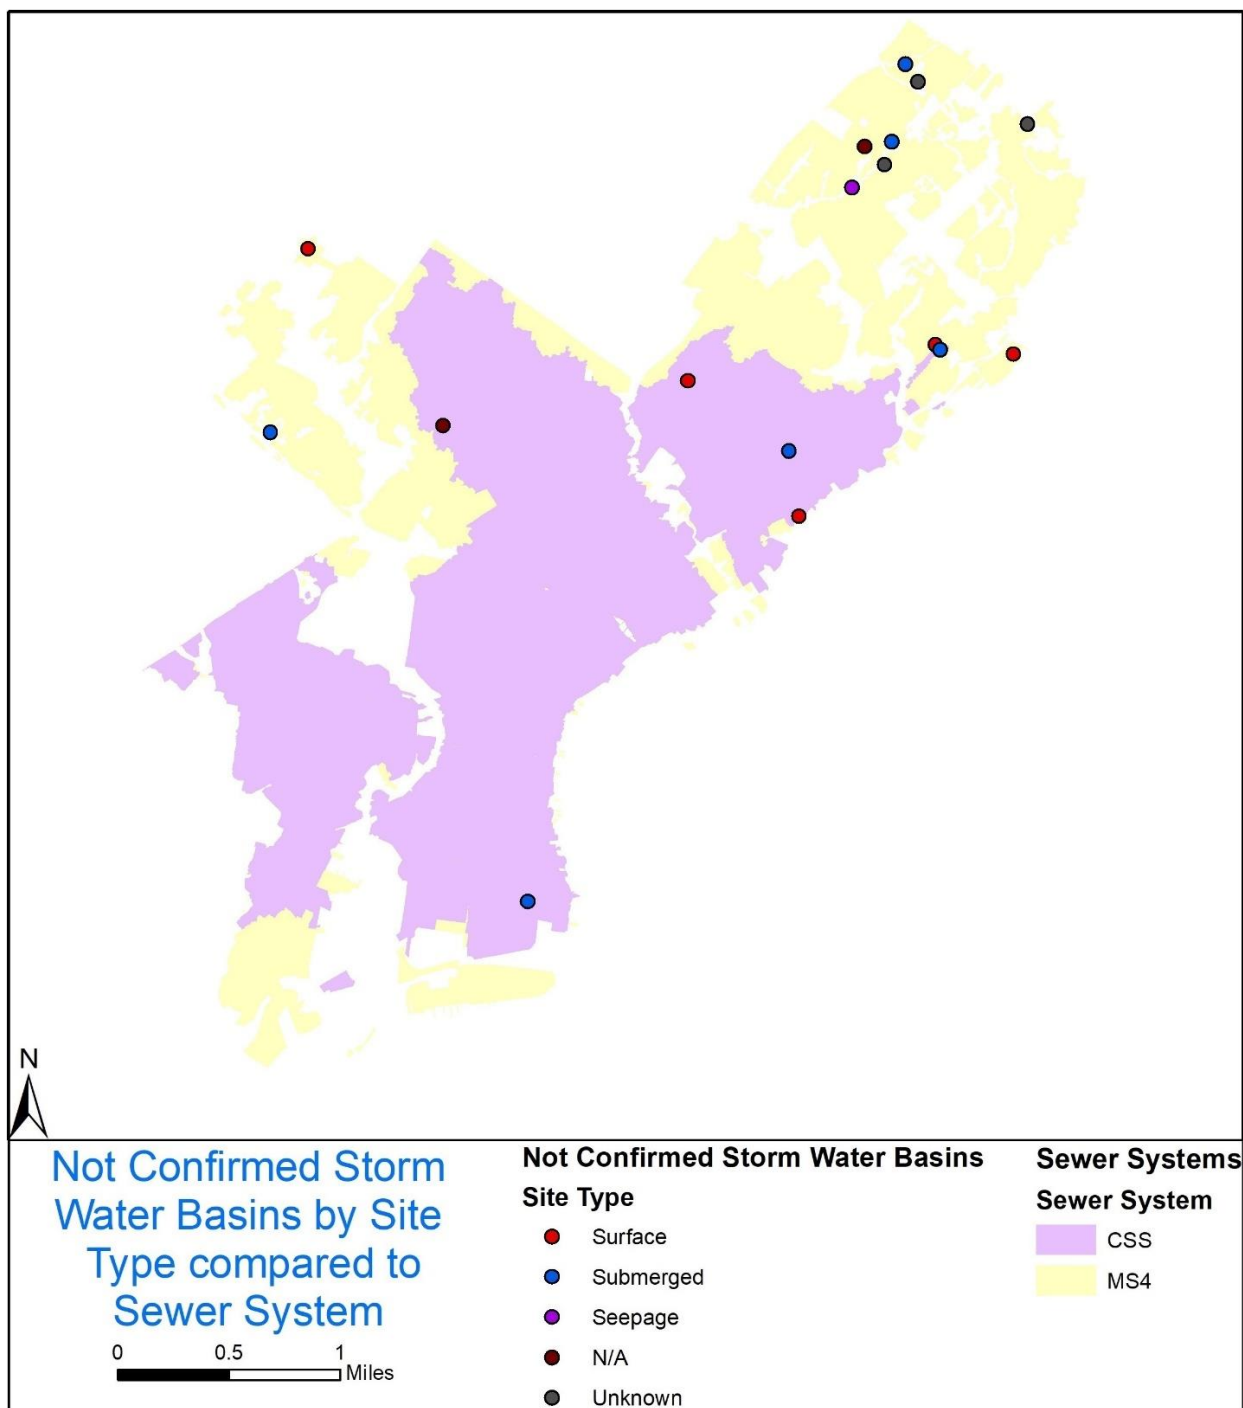 N
Not Confirmed Storm
Water Basins by Site
Type compared to
Sewer System
0 0.5 1
Miles
Not Confirmed Storm Water Basins
Site Type
Surface
Submerged
Seepage
N/A
Unknown
Sewer Systems
Sewer System
CSS
MS4